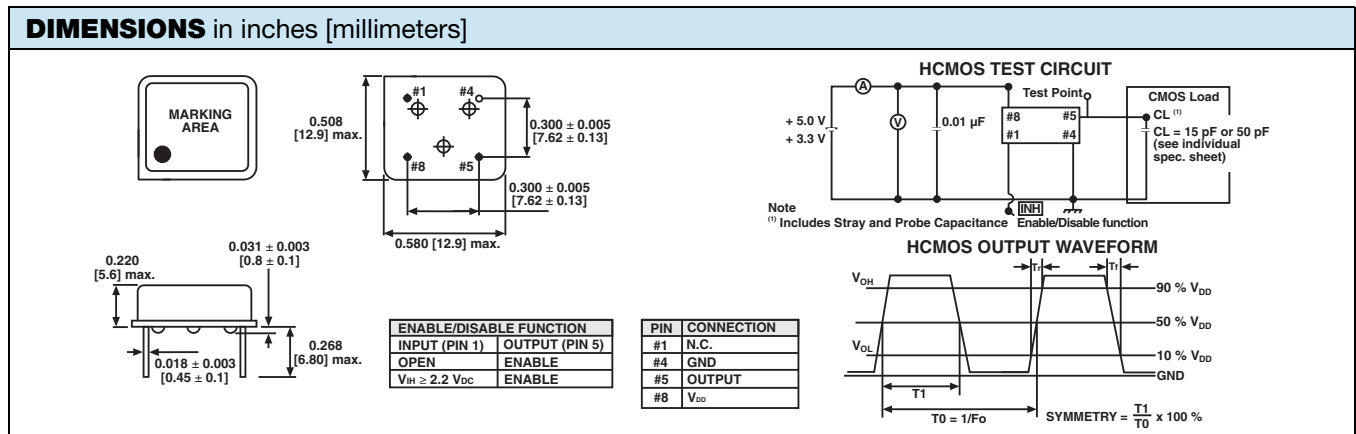 DIMENSIONS in inches [millimeters]
MARKING
AREA
0.508
[12.9] max.
#1
#4
#8
#5
0.300 ± 0.005
[7.62 ± 0.13]
0.300 ± 0.005
[7.62 ± 0.13]
0.580 [12.9] max.
0.220
[5.6] max.
0.031 ± 0.003
[0.8 ± 0.1]
0.018 ± 0.003
[0.45 ± 0.1]
0.268
[6.80] max.
ENABLE/DISABLE FUNCTION
INPUT (PIN 1) OUTPUT (PIN 5)
OPEN ENABLE
VIH ≥ 2.2 VDC ENABLE
PIN CONNECTION
#1 N.C.
#4 GND
#5 OUTPUT
#8 VDD
HCMOS TEST CIRCUIT
A
V
+ 5.0 V
+ 3.3 V
0.01 µF
Test Point
#8 #5
#1 #4
CMOS Load
CL (1)
CL = 15 pF or 50 pF
(see individual
spec. sheet)
INH
Note
(1) Includes Stray and Probe Capacitance Enable/Disable function
HCMOS OUTPUT WAVEFORM
Tr
Tf
VOH
90 % VDD
50 % VDD
VOL
10 % VDD
GND
T1
T0 = 1/Fo
SYMMETRY = T1/T0 x 100 %